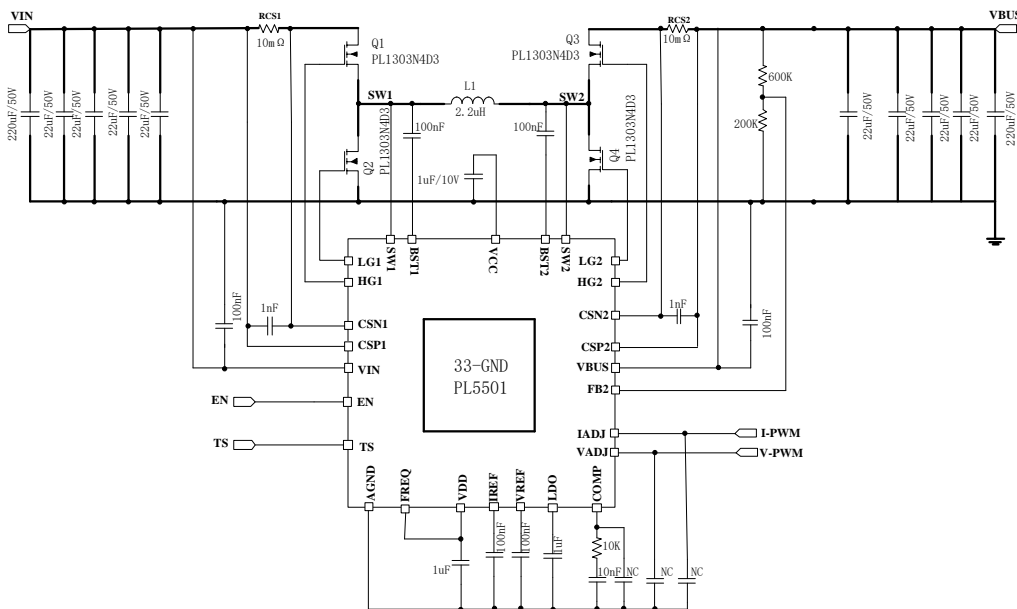 VIN
RCS1
10mΩ
Q1
PL1303N4D3
Q3
PL1303N4D3
RCS2
10mΩ
VBUS
220uF/50V
22uF/50V
22uF/50V
22uF/50V
22uF/50V
SW1
L1
2.2uH
SW2
100nF
100nF
Q2
PL1303N4D3
Q4
PL1303N4D3
1uF/10V
600K
200K
22uF/50V
22uF/50V
22uF/50V
22uF/50V
220uF/50V
SW1
BST1
VCC
BST2
SW2
LG1
HG1
CSN1
CSP1
VIN
EN
EN
TS
TS
100nF
1nF
LG2
HG2
CSN2
CSP2
VBUS
FB2
IADJ
VADJ
1nF
100nF
I-PWM
V-PWM
33-GND
PL5501
AGND
FREQ
VDD
IREF
VREF
LDO
COMP
1uF
100nF
100nF
1uF
10K
10nF
NC
NC
NC